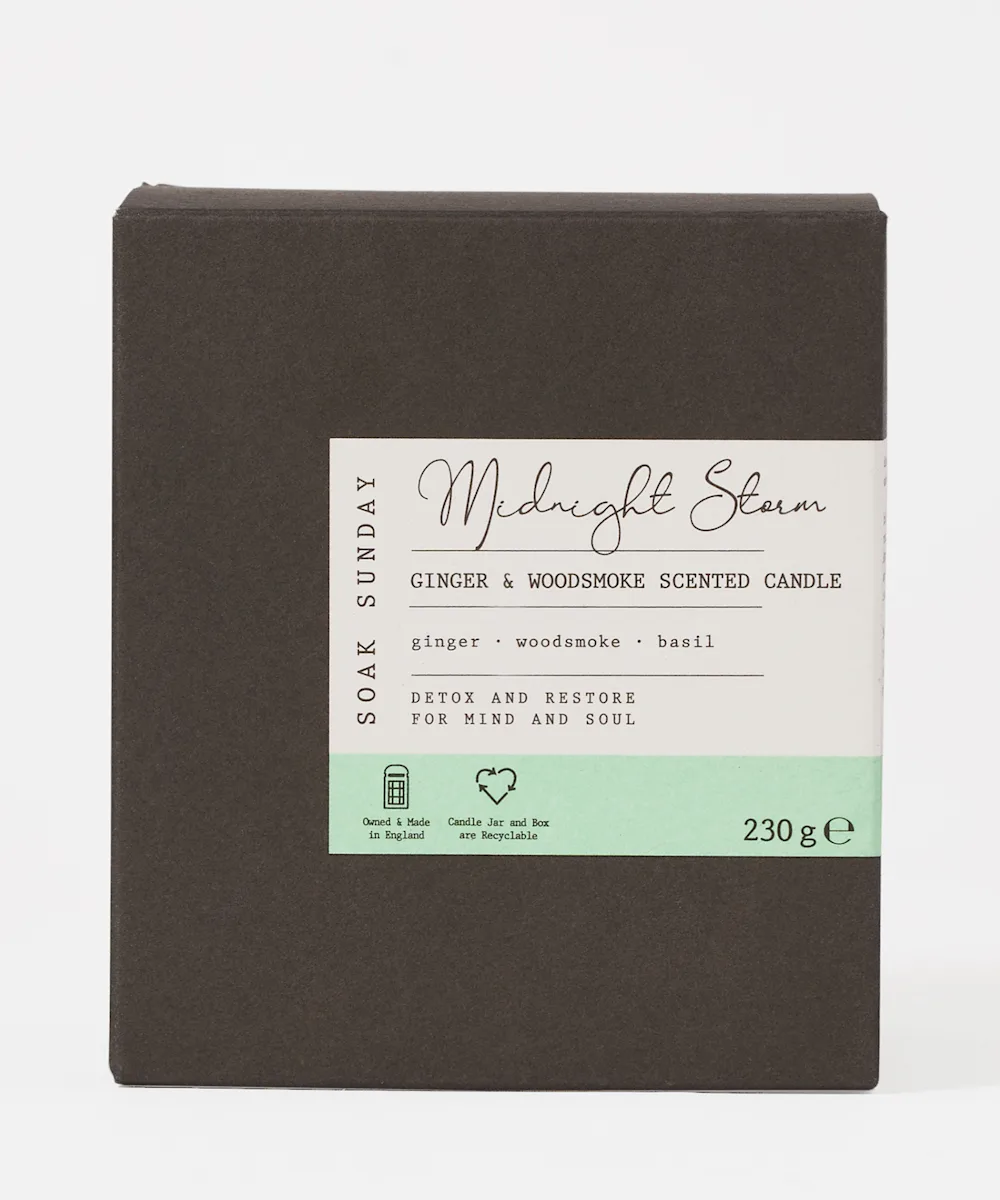 SOAK SUNDAY
Midnight Storm
GINGER & WOODSMOKE SCENTED CANDLE
ginger · woodsmoke · basil
DETOX AND RESTORE
FOR MIND AND SOUL
Owned & Made
in England
Candle Jar and Box
are Recyclable
230 g ℮